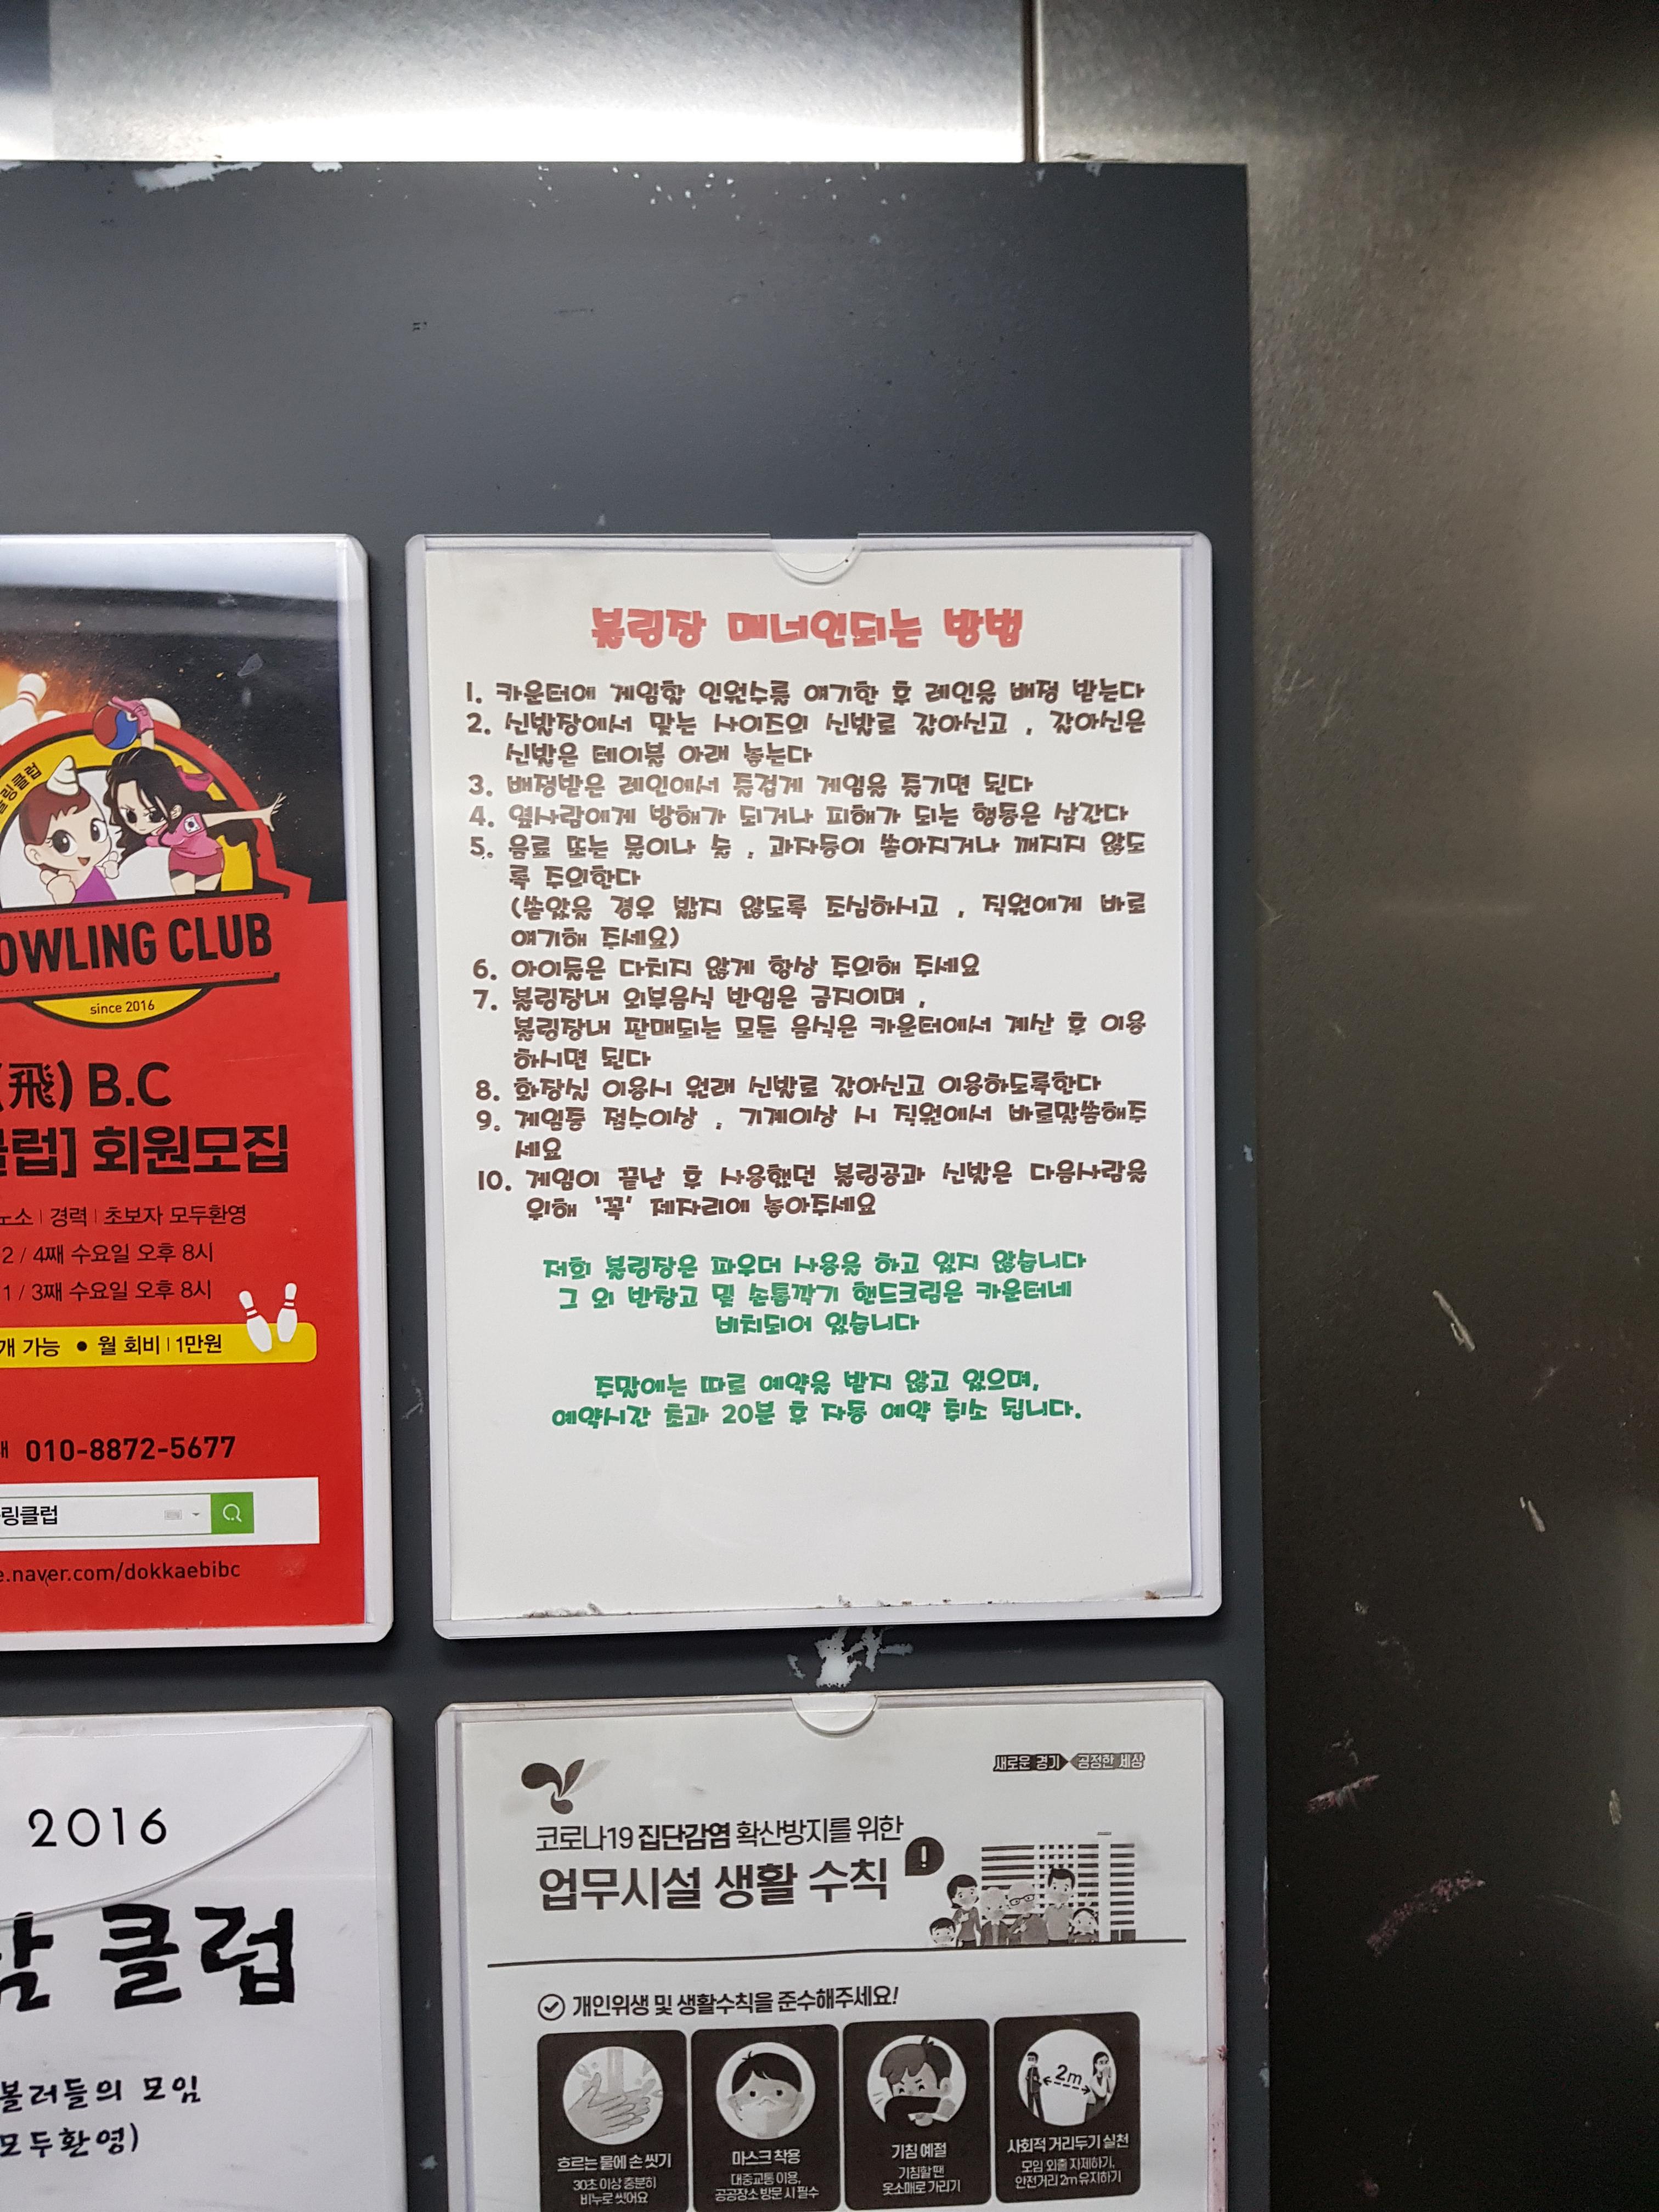 볼링클럽
OWLING CLUB
since 2016
(飛) B.C
클럽] 회원모집
노소 | 경력 | 초보자 모두환영
2 / 4째 수요일 오후 8시
1 / 3째 수요일 오후 8시
개 가능 ● 월 회비 | 1만원
010-8872-5677
링클럽
e.naver.com/dokkaebibc
볼링장 매너인되는 방법
1. 카운터에 게임할 인원수를 얘기한 후 레인을 배정 받는다
2. 신발장에서 맞는 사이즈의 신발로 갈아신고 , 갈아신은
신발은 테이블 아래 놓는다
3. 배정받은 레인에서 즐겁게 게임을 즐기면 된다
4. 옆사람에게 방해가 되거나 피해가 되는 행동은 삼간다
5. 음료 또는 물이나 술 , 과자등이 쏟아지거나 깨지지 않도
록 주의한다
(쏟았을 경우 밟지 않도록 조심하시고 , 직원에게 바로
얘기해 주세요)
6. 아이들은 다치지 않게 항상 주의해 주세요
7. 볼링장내 외부음식 반입은 금지이며 ,
볼링장내 판매되는 모든 음식은 카운터에서 계산 후 이용
하시면 된다
8. 화장실 이용시 원래 신발로 갈아신고 이용하도록한다
9. 게임중 점수이상 , 기계이상 시 직원에서 바로말씀해주
세요
10. 게임이 끝난 후 사용했던 볼링공과 신발은 다음사람을
위해 '꼭' 제자리에 놓아주세요
저희 볼링장은 파우더 사용을 하고 있지 않습니다
그 외 반창고 및 손톱깎기 핸드크림은 카운터네
비치되어 있습니다
주말에는 따로 예약을 받지 않고 있으며,
예약시간 초과 20분 후 자동 예약 취소 됩니다.
2016
클럽
볼러들의 모임
모두환영)
새로운 경기 공정한 세상
코로나19 집단감염 확산방지를 위한
업무시설 생활 수칙
개인위생 및 생활수칙을 준수해주세요!
2m
흐르는 물에 손 씻기
30초 이상 충분히
비누로 씻어요
마스크 착용
대중교통 이용,
공공장소 방문 시 필수
기침 예절
기침할 땐
옷소매로 가리기
사회적 거리두기 실천
모임 외출 자제하기,
안전거리 2m 유지하기